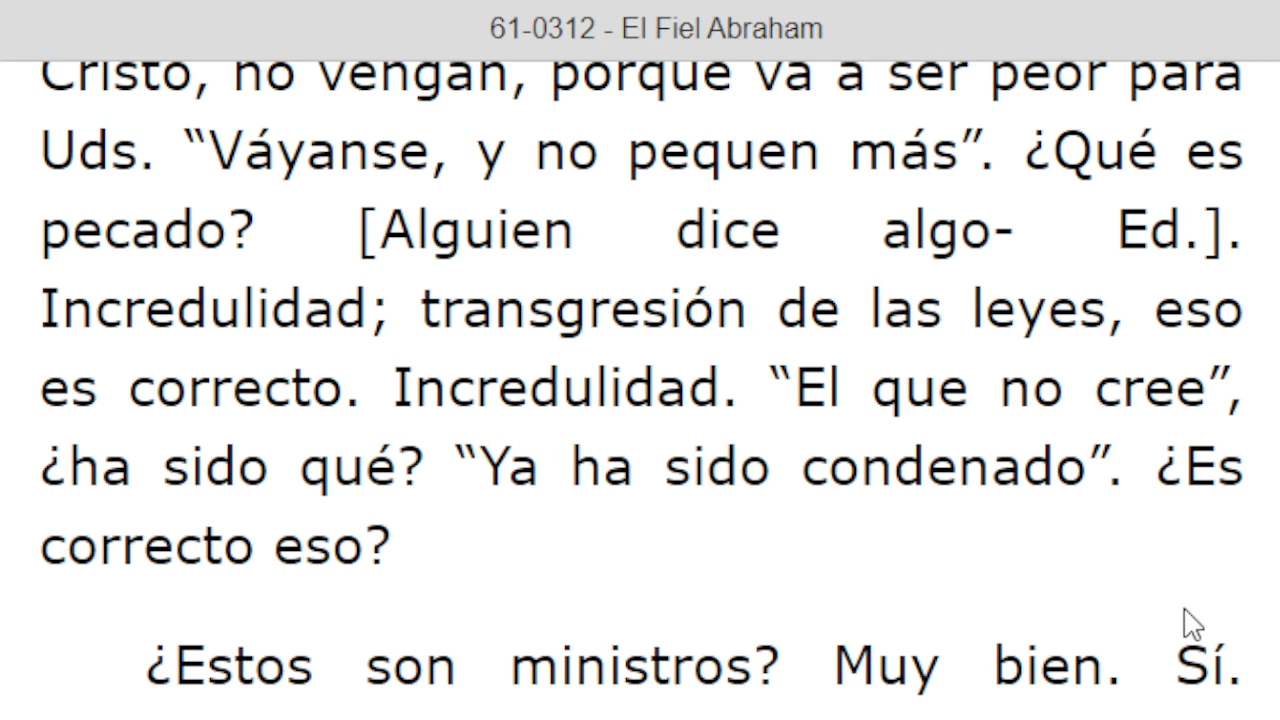 61-0312 - El Fiel Abraham
Cristo, no vengan, porque va a ser peor para
Uds. “Váyanse, y no pequen más”. ¿Qué es
pecado? [Alguien dice algo- Ed.].
Incredulidad; transgresión de las leyes, eso
es correcto. Incredulidad. “El que no cree”,
¿ha sido qué? “Ya ha sido condenado”. ¿Es
correcto eso?
¿Estos son ministros? Muy bien. Sí.